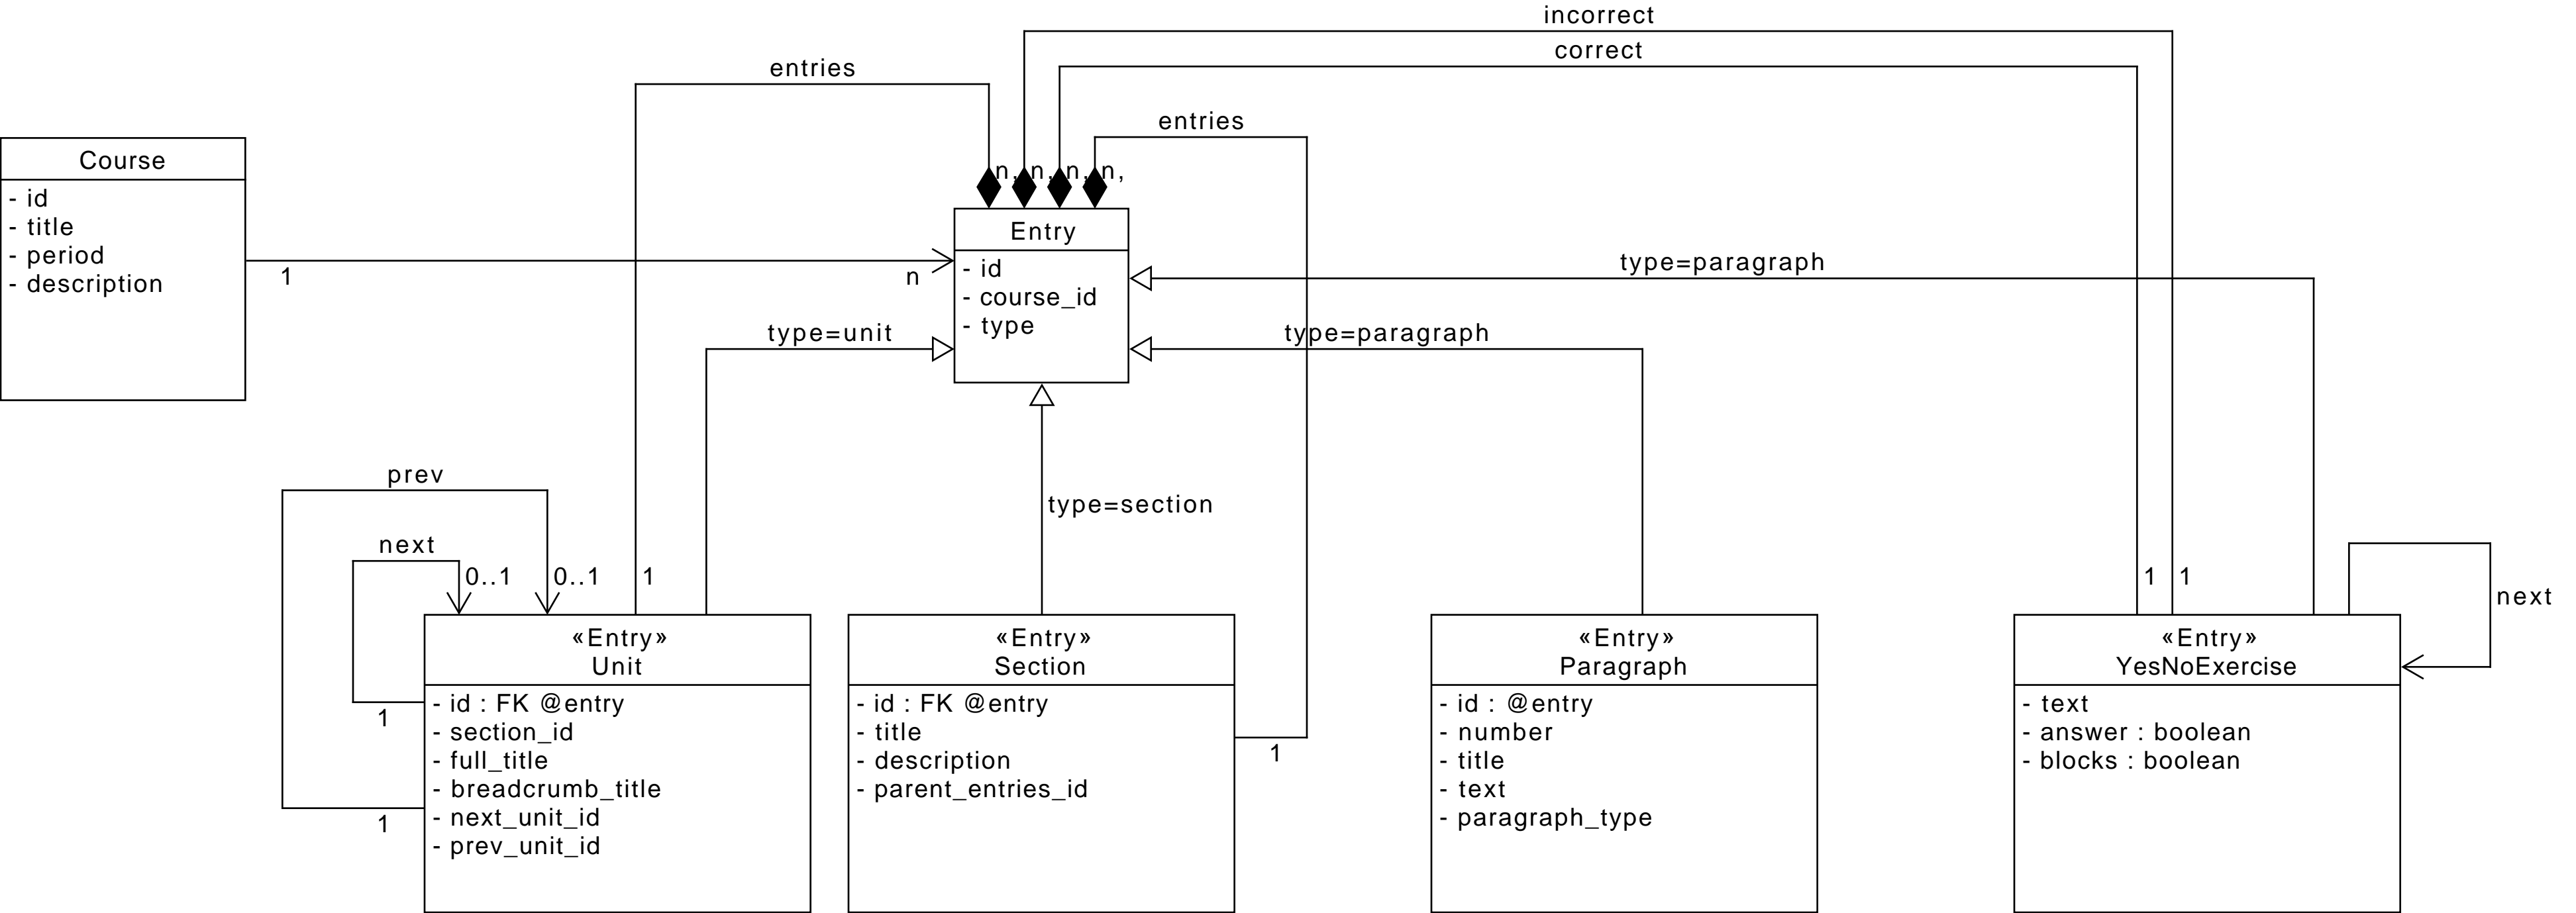 incorrect
correct
entries
entries
n, n, n, n,
Course
- id
- title
- period
- description
1
n
Entry
- id
- course_id
- type
type=paragraph
type=unit
type=paragraph
prev
type=section
next
0..1
0..1
1
1
1
next
«Entry»
Unit
- id : FK @entry
- section_id
- full_title
- breadcrumb_title
- next_unit_id
- prev_unit_id
1
1
«Entry»
Section
- id : FK @entry
- title
- description
- parent_entries_id
1
«Entry»
Paragraph
- id : @entry
- number
- title
- text
- paragraph_type
«Entry»
YesNoExercise
- text
- answer : boolean
- blocks : boolean